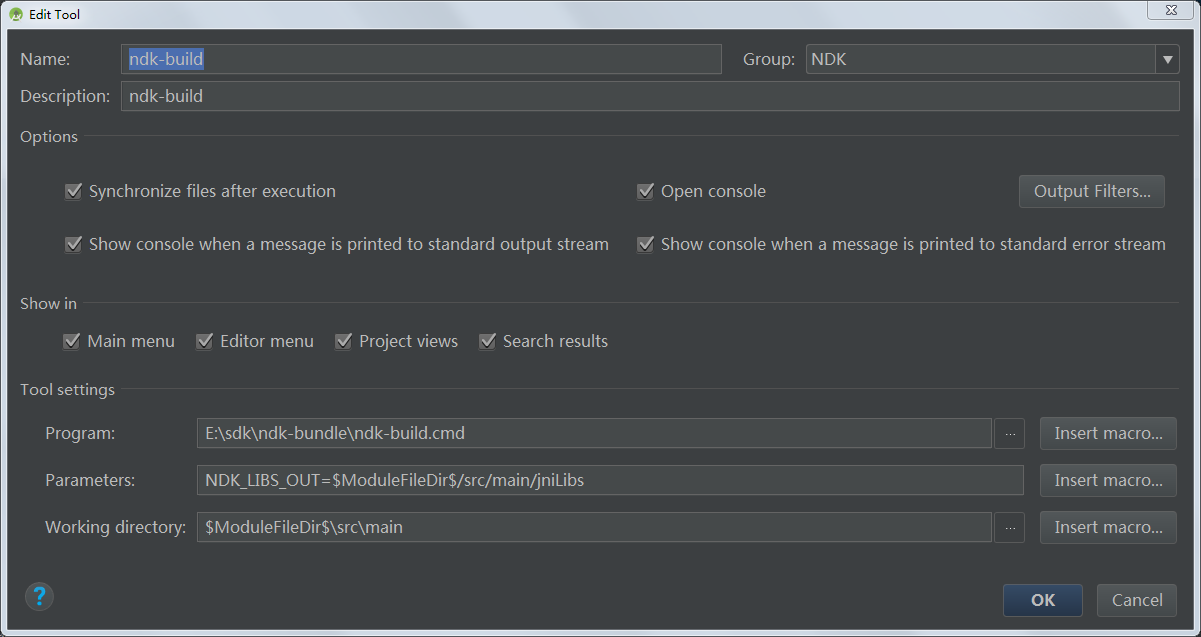 Edit Tool
Name: ndk-build Group: NDK
Description: ndk-build
Options
Synchronize files after execution Open console Output Filters...
Show console when a message is printed to standard output stream Show console when a message is printed to standard error stream
Show in
Main menu Editor menu Project views Search results
Tool settings
Program: E:\sdk\ndk-bundle\ndk-build.cmd ... Insert macro...
Parameters: NDK_LIBS_OUT=$ModuleFileDir$/src/main/jniLibs Insert macro...
Working directory: $ModuleFileDir$\src\main ... Insert macro...
? OK Cancel